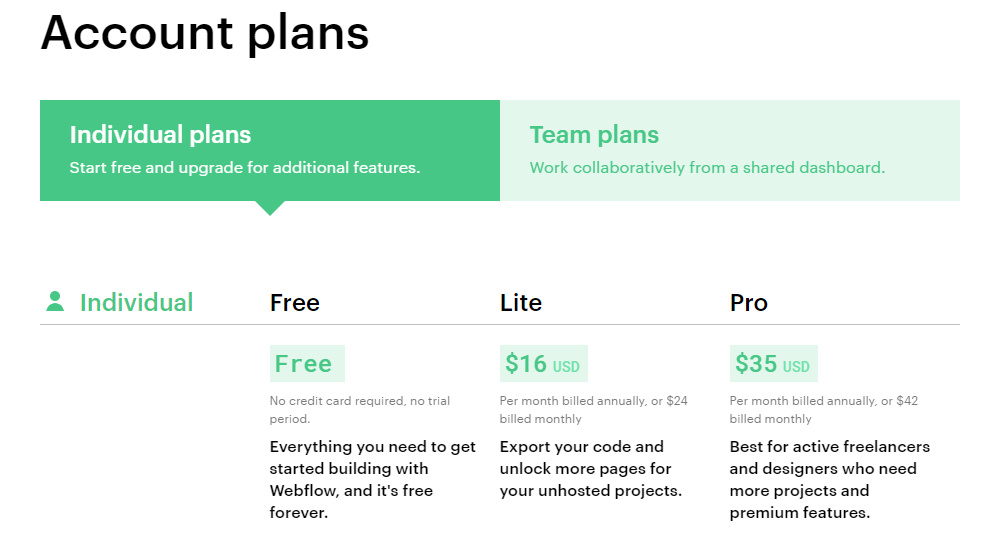 Account plans
Individual plans
Start free and upgrade for additional features.
Team plans
Work collaboratively from a shared dashboard.
Individual
Free
Lite
Pro
Free
No credit card required, no trial
period.
Everything you need to get
started building with
Webflow, and it's free
forever.
$16 USD
Per month billed annually, or $24
billed monthly
Export your code and
unlock more pages for
your unhosted projects.
$35 USD
Per month billed annually, or $42
billed monthly
Best for active freelancers
and designers who need
more projects and
premium features.